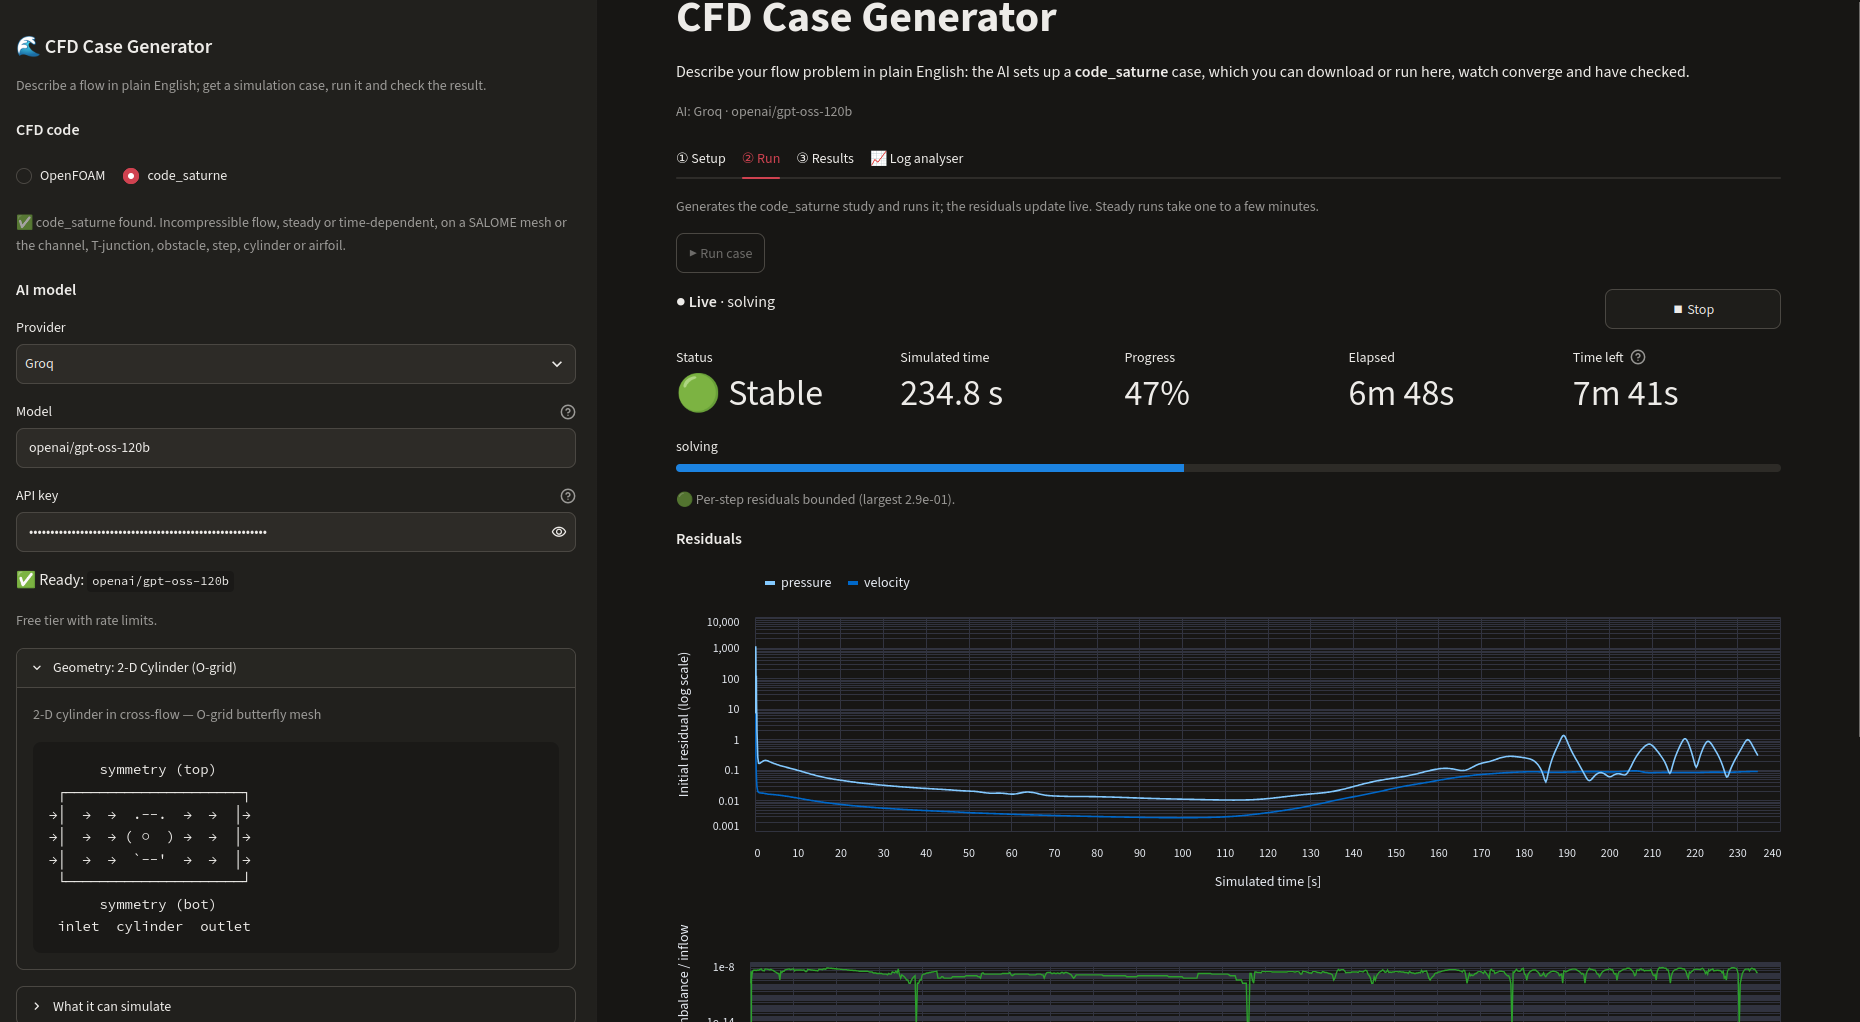 🌊 CFD Case Generator
Describe a flow in plain English; get a simulation case, run it and check the result.
CFD code
OpenFOAM code_saturne
✅ code_saturne found. Incompressible flow, steady or time-dependent, on a SALOME mesh or
the channel, T-junction, obstacle, step, cylinder or airfoil.
AI model
Provider
Groq
Model
openai/gpt-oss-120b
API key
••••••••••••••••••••••••••••••••••••••••••••••••••••••••
✅ Ready: openai/gpt-oss-120b
Free tier with rate limits.
Geometry: 2-D Cylinder (O-grid)
2-D cylinder in cross-flow — O-grid butterfly mesh
symmetry (top)
→│ → → .--. → → │→
→│ → → ( ○ ) → → │→
→│ → → `--' → → │→
symmetry (bot)
inlet cylinder outlet
What it can simulate
CFD Case Generator
Describe your flow problem in plain English: the AI sets up a code_saturne case, which you can download or run here, watch converge and have checked.
AI: Groq · openai/gpt-oss-120b
① Setup ② Run ③ Results 📈 Log analyser
Generates the code_saturne study and runs it; the residuals update live. Steady runs take one to a few minutes.
▶ Run case
● Live · solving
■ Stop
Status Simulated time Progress Elapsed Time left
🟢 Stable 234.8 s 47% 6m 48s 7m 41s
solving
🟢 Per-step residuals bounded (largest 2.9e-01).
Residuals
pressure velocity
Initial residual (log scale)
10,000
1,000
100
10
1
0.1
0.01
0.001
0 10 20 30 40 50 60 70 80 90 100 110 120 130 140 150 160 170 180 190 200 210 220 230 240
Simulated time [s]
balance / inflow
1e-8
1e-14